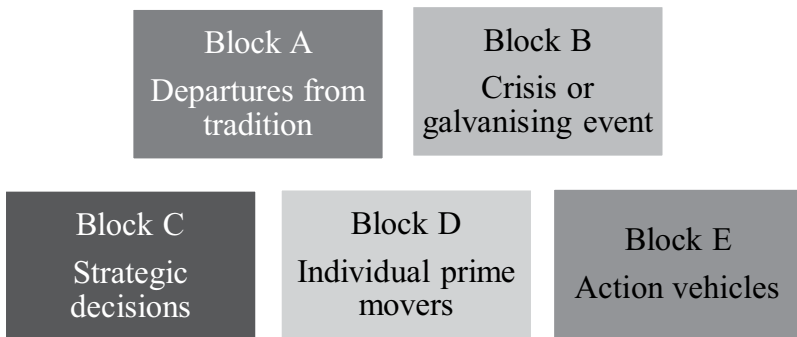 Block A
Departures from
tradition
Block B
Crisis or
galvanising event
Block C
Strategic
decisions
Block D
Individual prime
movers
Block E
Action vehicles